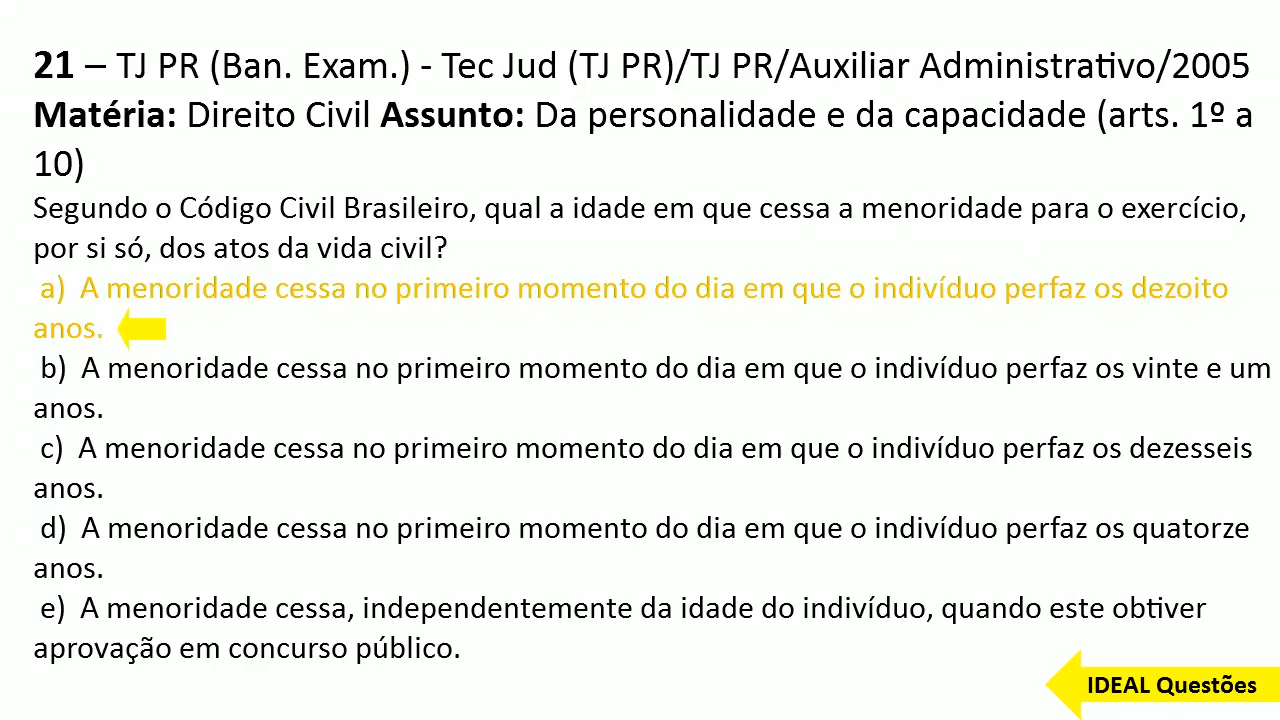 21 – TJ PR (Ban. Exam.) - Tec Jud (TJ PR)/TJ PR/Auxiliar Administrativo/2005
Matéria: Direito Civil Assunto: Da personalidade e da capacidade (arts. 1º a
10)
Segundo o Código Civil Brasileiro, qual a idade em que cessa a menoridade para o exercício,
por si só, dos atos da vida civil?
a) A menoridade cessa no primeiro momento do dia em que o indivíduo perfaz os dezoito
anos.
b) A menoridade cessa no primeiro momento do dia em que o indivíduo perfaz os vinte e um
anos.
c) A menoridade cessa no primeiro momento do dia em que o indivíduo perfaz os dezesseis
anos.
d) A menoridade cessa no primeiro momento do dia em que o indivíduo perfaz os quatorze
anos.
e) A menoridade cessa, independentemente da idade do indivíduo, quando este obtiver
aprovação em concurso público.
IDEAL Questões